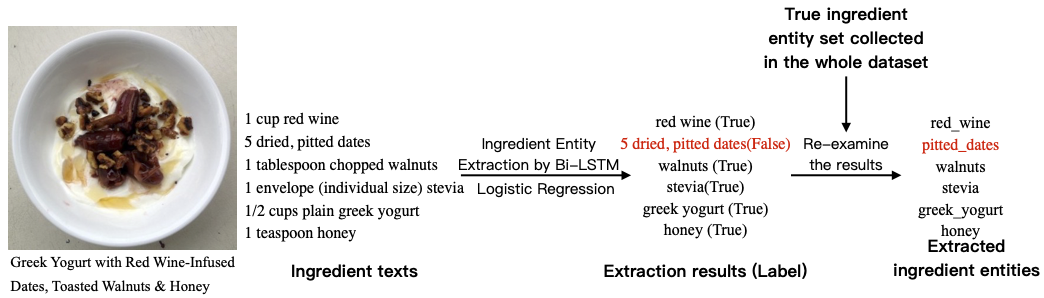 True ingredient
entity set collected
in the whole dataset
1 cup red wine
5 dried, pitted dates
1 tablespoon chopped walnuts
1 envelope (individual size) stevia
1/2 cups plain greek yogurt
1 teaspoon honey
Ingredient Entity
Extraction by Bi-LSTM
Logistic Regression
red wine (True)
5 dried, pitted dates(False)
walnuts (True)
stevia(True)
greek yogurt (True)
honey (True)
Re-examine
the results
red_wine
pitted_dates
walnuts
stevia
greek_yogurt
honey
Greek Yogurt with Red Wine-Infused
Dates, Toasted Walnuts & Honey
Ingredient texts
Extraction results (Label)
Extracted
ingredient entities